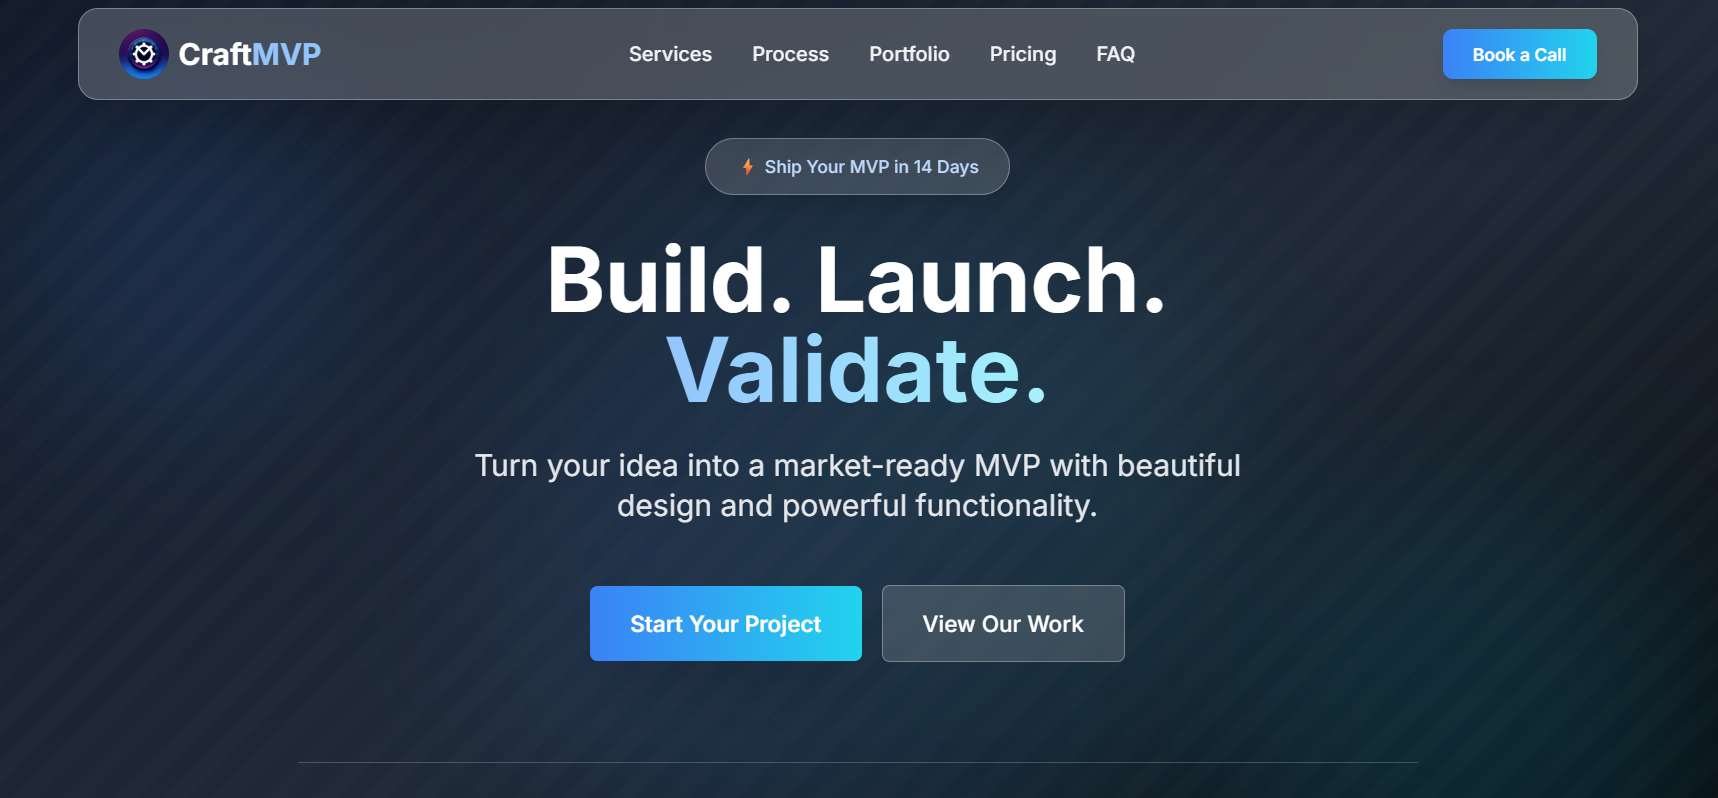 CraftMVP
Services
Process
Portfolio
Pricing
FAQ
Book a Call
Ship Your MVP in 14 Days
Build. Launch.
Validate.
Turn your idea into a market-ready MVP with beautiful
design and powerful functionality.
Start Your Project
View Our Work